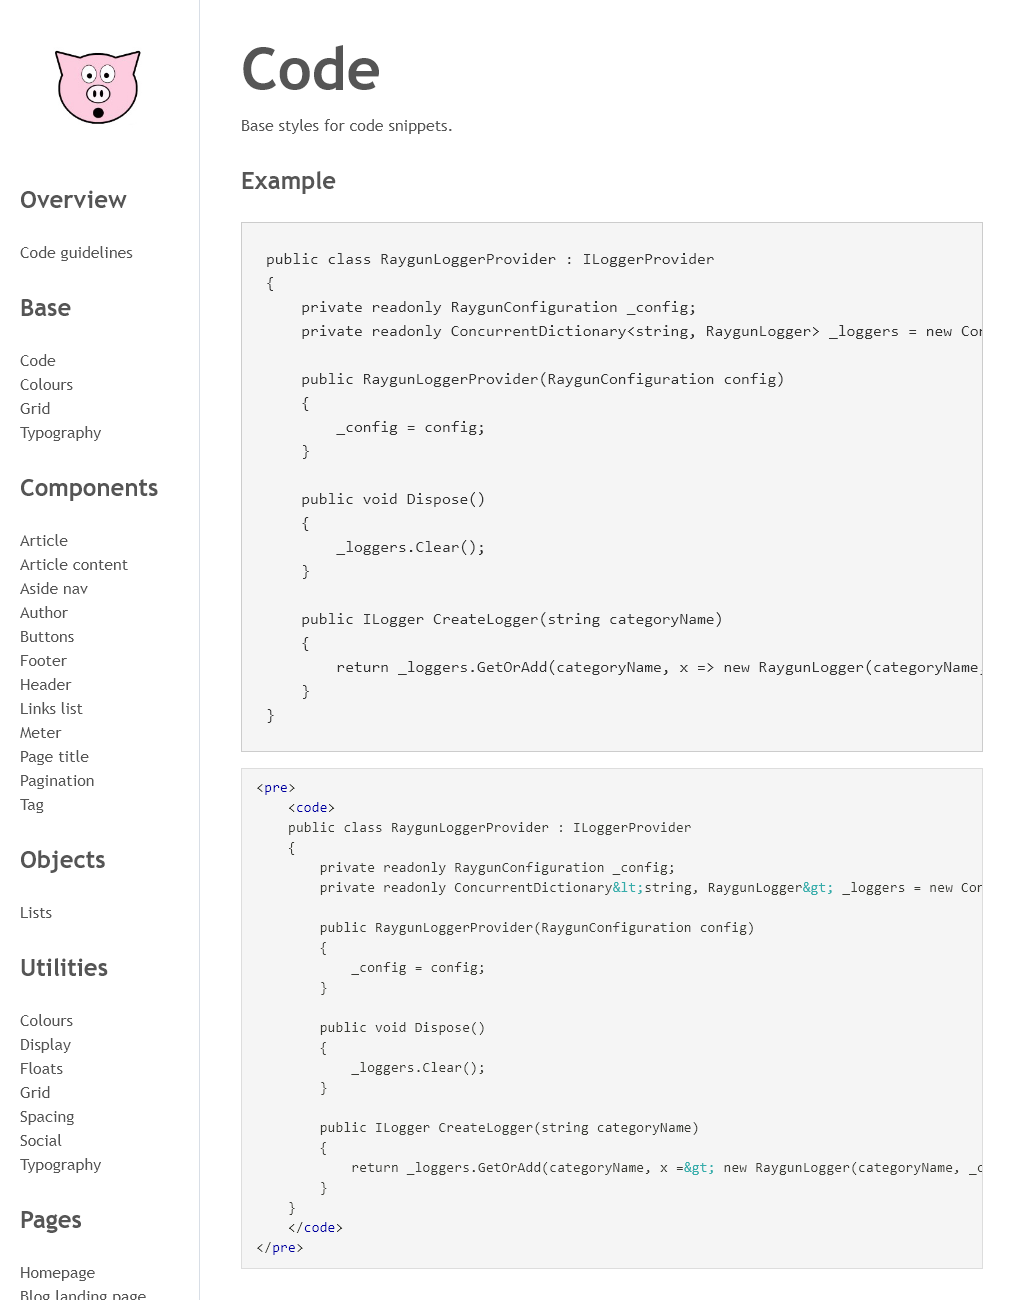 Overview
Code guidelines
Base
Code
Colours
Grid
Typography
Components
Article
Article content
Aside nav
Author
Buttons
Footer
Header
Links list
Meter
Page title
Pagination
Tag
Objects
Lists
Utilities
Colours
Display
Floats
Grid
Spacing
Social
Typography
Pages
Homepage
Blog landing page
Code
Base styles for code snippets.
Example
public class RaygunLoggerProvider : ILoggerProvider
{
    private readonly RaygunConfiguration _config;
    private readonly ConcurrentDictionary<string, RaygunLogger> _loggers = new Con
    public RaygunLoggerProvider(RaygunConfiguration config)
    {
        _config = config;
    }
    public void Dispose()
    {
        _loggers.Clear();
    }
    public ILogger CreateLogger(string categoryName)
    {
        return _loggers.GetOrAdd(categoryName, x => new RaygunLogger(categoryName,
    }
}
<pre>
    <code>
    public class RaygunLoggerProvider : ILoggerProvider
    {
        private readonly RaygunConfiguration _config;
        private readonly ConcurrentDictionary&lt;string, RaygunLogger&gt; _loggers = new Con
        public RaygunLoggerProvider(RaygunConfiguration config)
        {
            _config = config;
        }
        public void Dispose()
        {
            _loggers.Clear();
        }
        public ILogger CreateLogger(string categoryName)
        {
            return _loggers.GetOrAdd(categoryName, x =&gt; new RaygunLogger(categoryName, _c
        }
    }
    </code>
</pre>